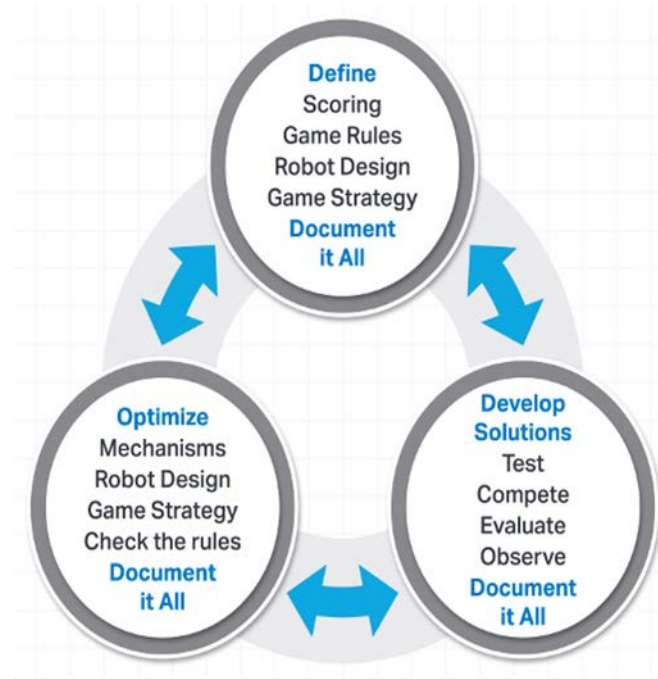 Define
Scoring
Game Rules
Robot Design
Game Strategy
Document
it All
Optimize
Mechanisms
Robot Design
Game Strategy
Check the rules
Document
it All
Develop
Solutions
Test
Compete
Evaluate
Observe
Document
it All